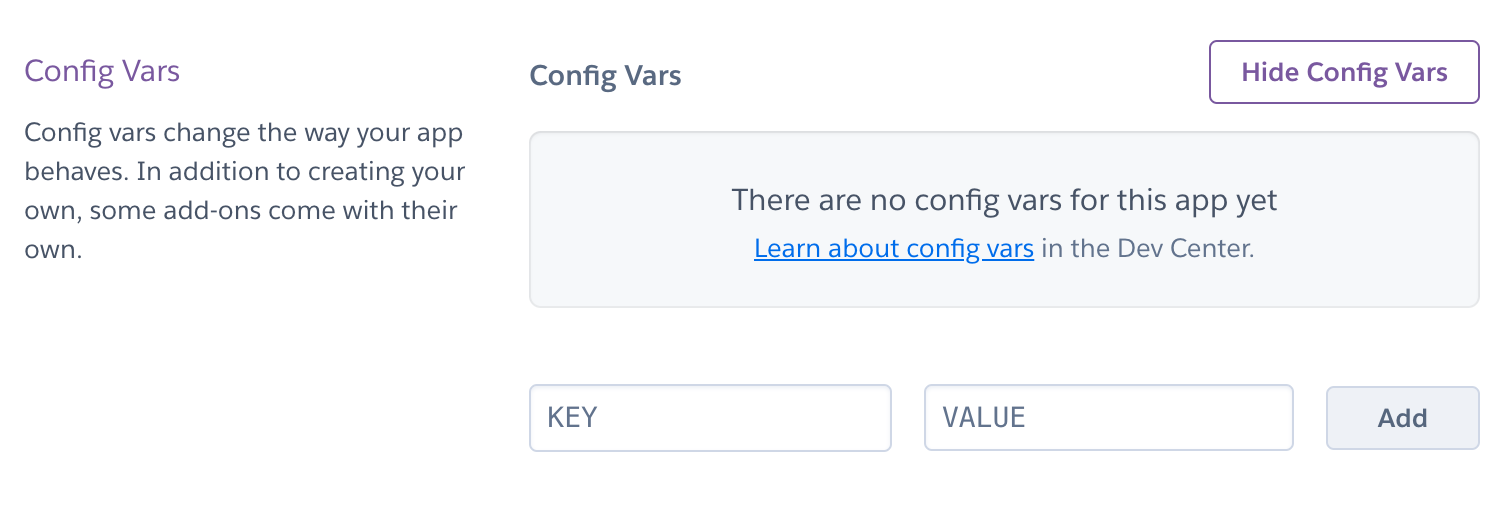 Config Vars
Config vars change the way your app
behaves. In addition to creating your
own, some add-ons come with their
own.
Config Vars
Hide Config Vars
There are no config vars for this app yet
Learn about config vars in the Dev Center.
KEY
VALUE
Add